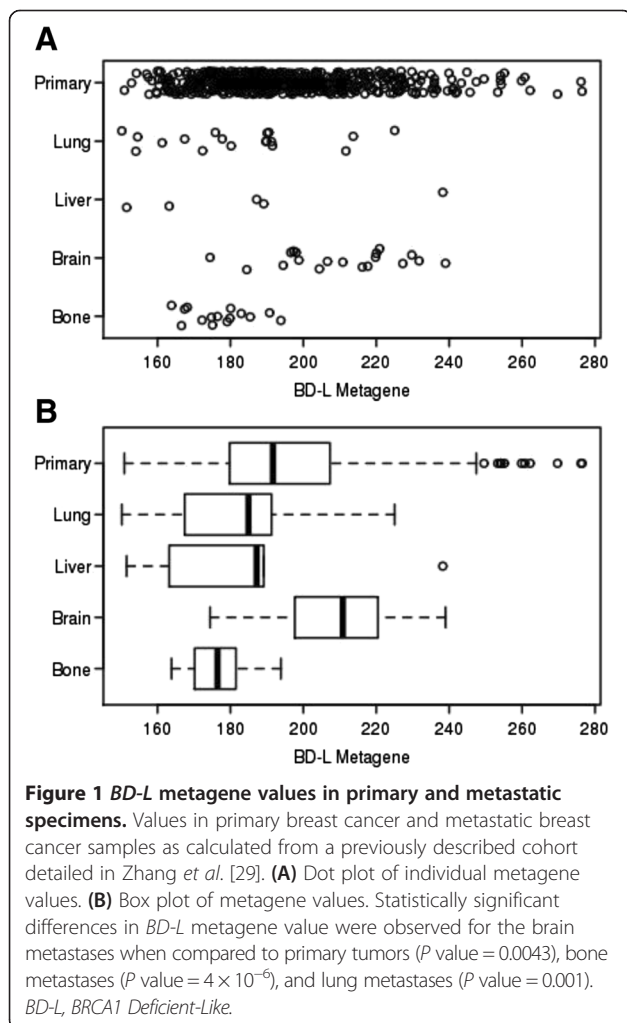 A
Primary
Lung
Liver
Brain
Bone
160 180 200 220 240 260 280
BD-L Metagene
B
Primary
Lung
Liver
Brain
Bone
160 180 200 220 240 260 280
BD-L Metagene
Figure 1 BD-L metagene values in primary and metastatic
specimens. Values in primary breast cancer and metastatic breast
cancer samples as calculated from a previously described cohort
detailed in Zhang et al. [29]. (A) Dot plot of individual metagene
values. (B) Box plot of metagene values. Statistically significant
differences in BD-L metagene value were observed for the brain
metastases when compared to primary tumors (P value = 0.0043), bone
metastases (P value = 4 × 10⁻⁶), and lung metastases (P value = 0.001).
BD-L, BRCA1 Deficient-Like.